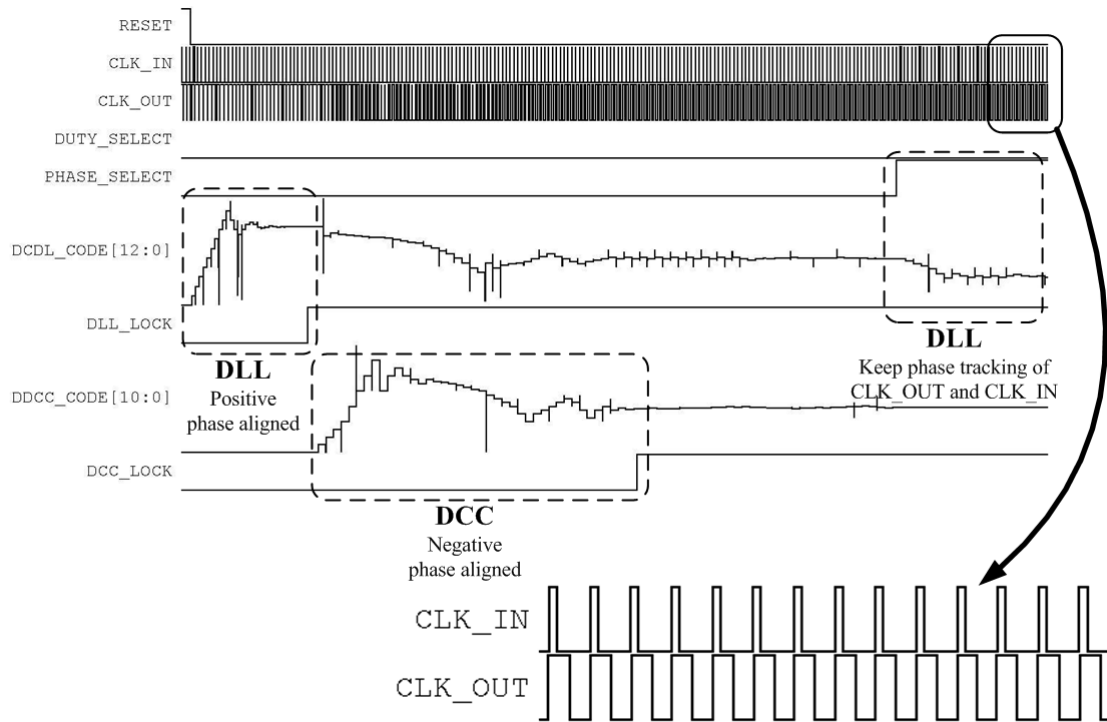 RESET
CLK_IN
CLK_OUT
DUTY_SELECT
PHASE_SELECT
DCDL_CODE[12:0]
DLL_LOCK
DLL
Positive
phase aligned
DLL
Keep phase tracking of
CLK_OUT and CLK_IN
DDCC_CODE[10:0]
DCC_LOCK
DCC
Negative
phase aligned
CLK_IN
CLK_OUT